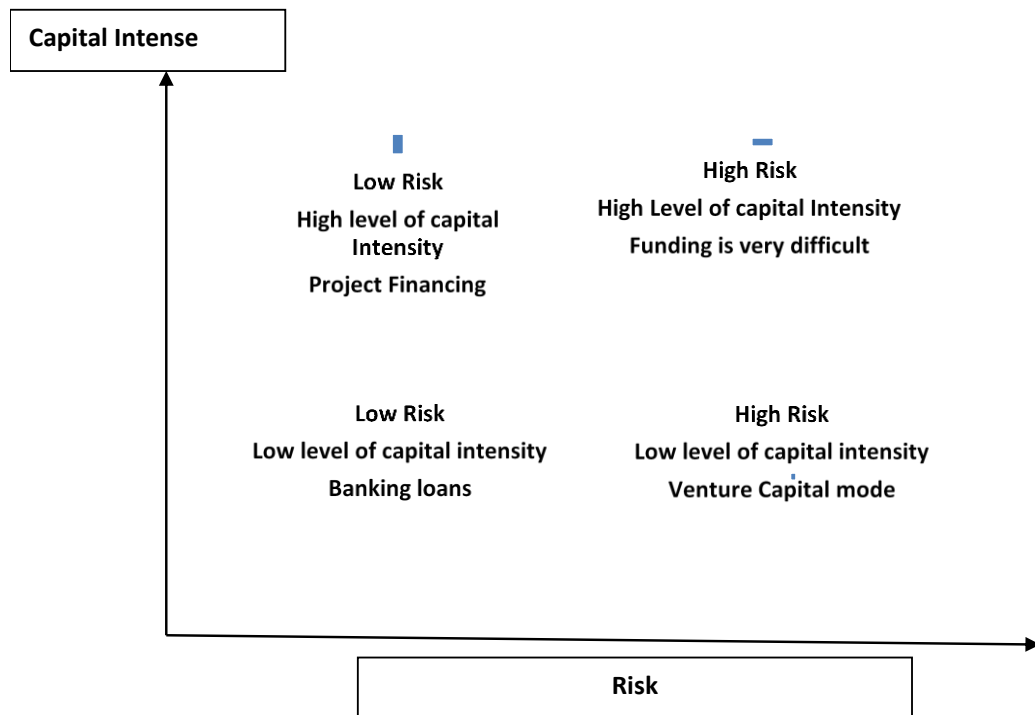 Capital Intense
Low Risk
High level of capital
Intensity
Project Financing
High Risk
High Level of capital Intensity
Funding is very difficult
Low Risk
Low level of capital intensity
Banking loans
High Risk
Low level of capital intensity
Venture Capital mode
Risk